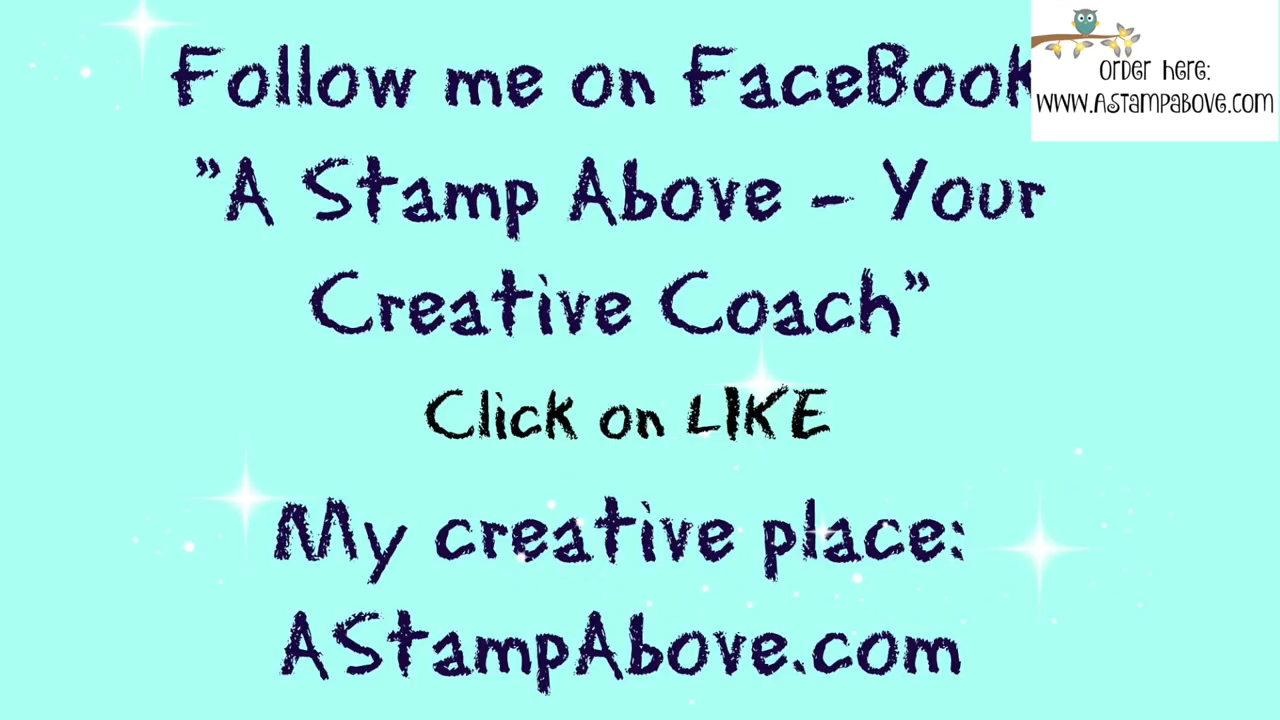 Follow me on FaceBook
"A Stamp Above - Your
Creative Coach"
Click on LIKE
My creative place:
AStampAbove.com
Order here:
www.AStampAbove.com